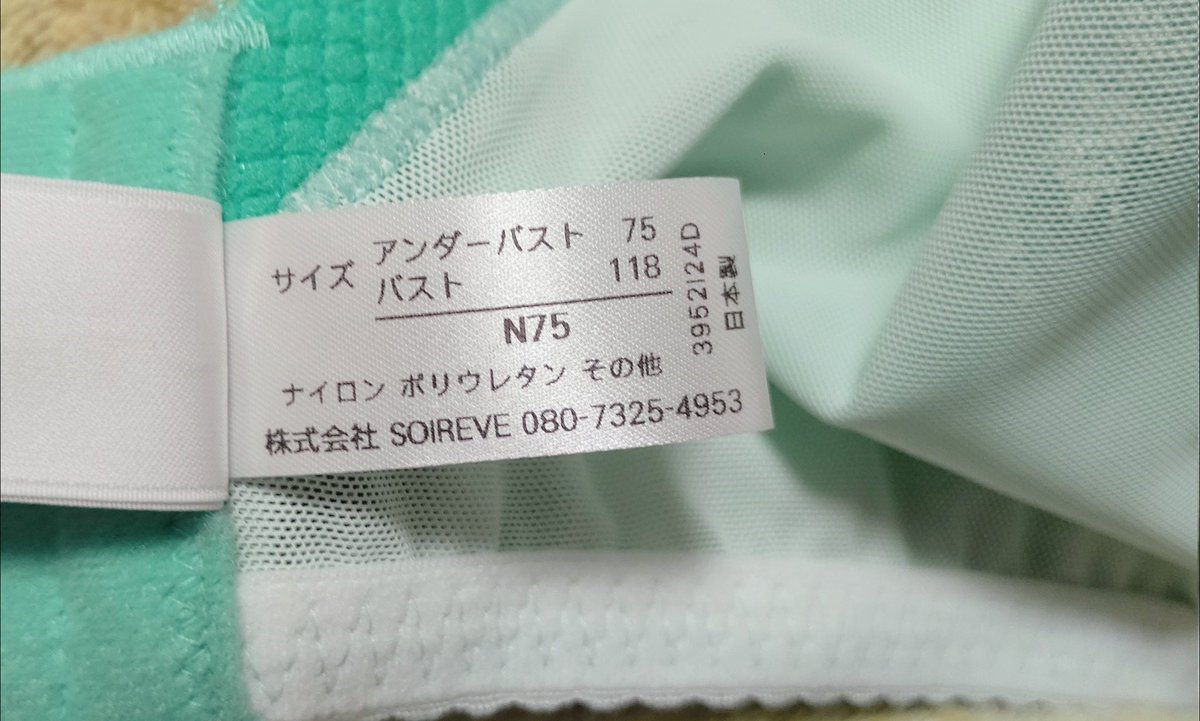 サイズ アンダーバスト 75
バスト 118
N75
ナイロン ポリウレタン その他
株式会社 SOIREVE 080-7325-4953
3952124D
日本製